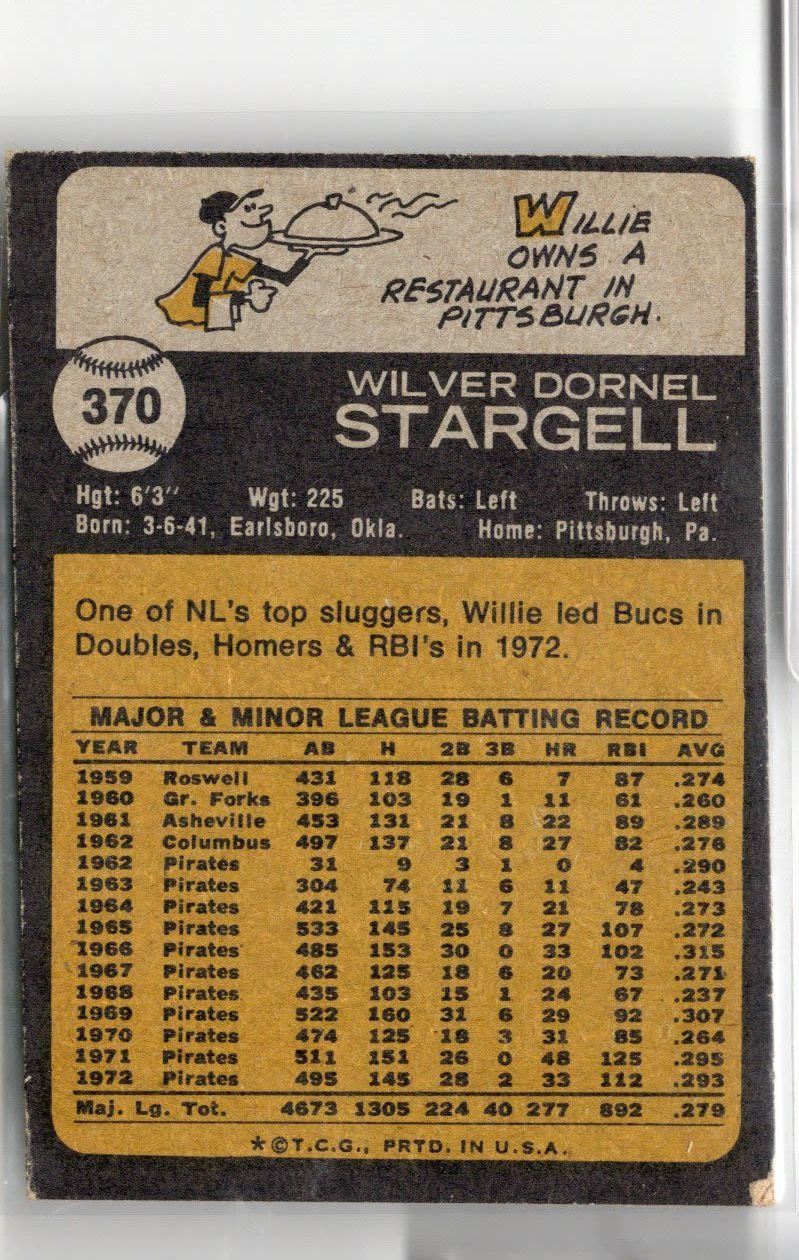 WILLIE
OWNS A
RESTAURANT IN
PITTSBURGH.
370
WILVER DORNEL
STARGELL
Hgt: 6'3" Wgt: 225 Bats: Left Throws: Left
Born: 3-6-41, Earlsboro, Okla. Home: Pittsburgh, Pa.
One of NL's top sluggers, Willie led Bucs in
Doubles, Homers & RBI's in 1972.
MAJOR & MINOR LEAGUE BATTING RECORD
YEAR TEAM AB H 2B 3B HR RBI AVG
1959 Roswell 431 118 28 6 7 87 .274
1960 Gr. Forks 396 103 19 1 11 61 .260
1961 Asheville 453 131 21 8 22 89 .289
1962 Columbus 497 137 21 8 27 82 .276
1962 Pirates 31 9 3 1 0 4 .290
1963 Pirates 304 74 11 6 11 47 .243
1964 Pirates 421 115 19 7 21 78 .273
1965 Pirates 533 145 25 8 27 107 .272
1966 Pirates 485 153 30 0 33 102 .315
1967 Pirates 462 125 18 6 20 73 .271
1968 Pirates 435 103 15 1 24 67 .237
1969 Pirates 522 160 31 6 29 92 .307
1970 Pirates 474 125 18 3 31 85 .264
1971 Pirates 511 151 26 0 48 125 .295
1972 Pirates 495 145 28 2 33 112 .293
Maj. Lg. Tot. 4673 1305 224 40 277 892 .279
*©T.C.G., PRTD. IN U.S.A.